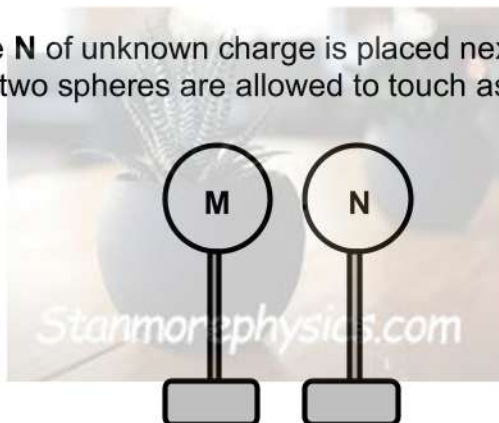 e N of unknown charge is placed nex
two spheres are allowed to touch as
M N
Stanmorephysics.com